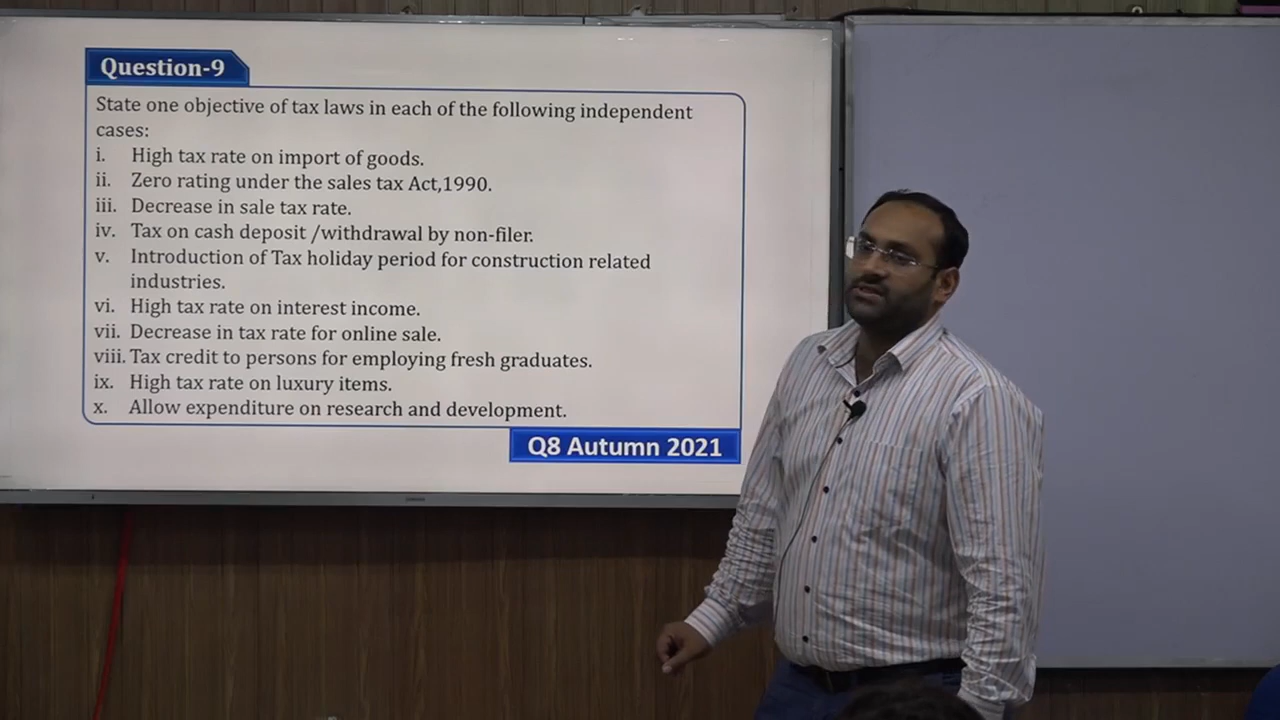 Question-9
State one objective of tax laws in each of the following independent
cases:
i. High tax rate on import of goods.
ii. Zero rating under the sales tax Act,1990.
iii. Decrease in sale tax rate.
iv. Tax on cash deposit /withdrawal by non-filer.
v. Introduction of Tax holiday period for construction related
industries.
vi. High tax rate on interest income.
vii. Decrease in tax rate for online sale.
viii. Tax credit to persons for employing fresh graduates.
ix. High tax rate on luxury items.
x. Allow expenditure on research and development.
Q8 Autumn 2021